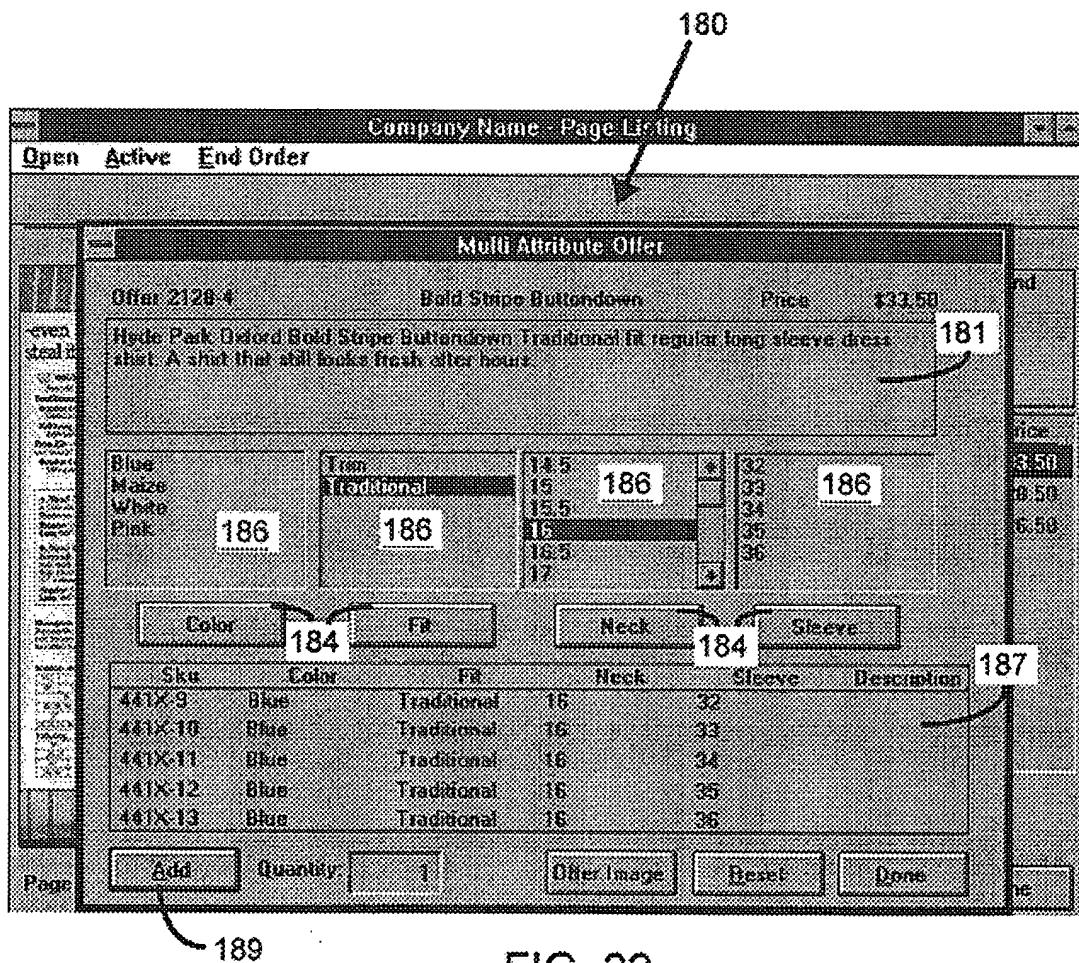 180
Company Name - Page Listing
Open Active End Order
Multi Attribute Offer
Offer 2128-4 Bold Stripe Buttondown Price $33.50
Hyde Park Oxford Bold Stripe Buttondown Traditional fit regular long sleeve dress
shirt. A shirt that still looks fresh after hours
181
-even
steal it
rice
Blue
Maize
White
Pink
186
Trim
Traditional
186
14.5
15
15.5
16
16.5
17
186
32
33
34
35
36
186
Color Fit Neck Sleeve
184 184
187
Sku Color Fit Neck Sleeve Description
441X-9 Blue Traditional 16 32
441X-10 Blue Traditional 16 33
441X-11 Blue Traditional 16 34
441X-12 Blue Traditional 16 35
441X-13 Blue Traditional 16 36
Add Quantity: 1 Offer Image Reset Done
Page
189